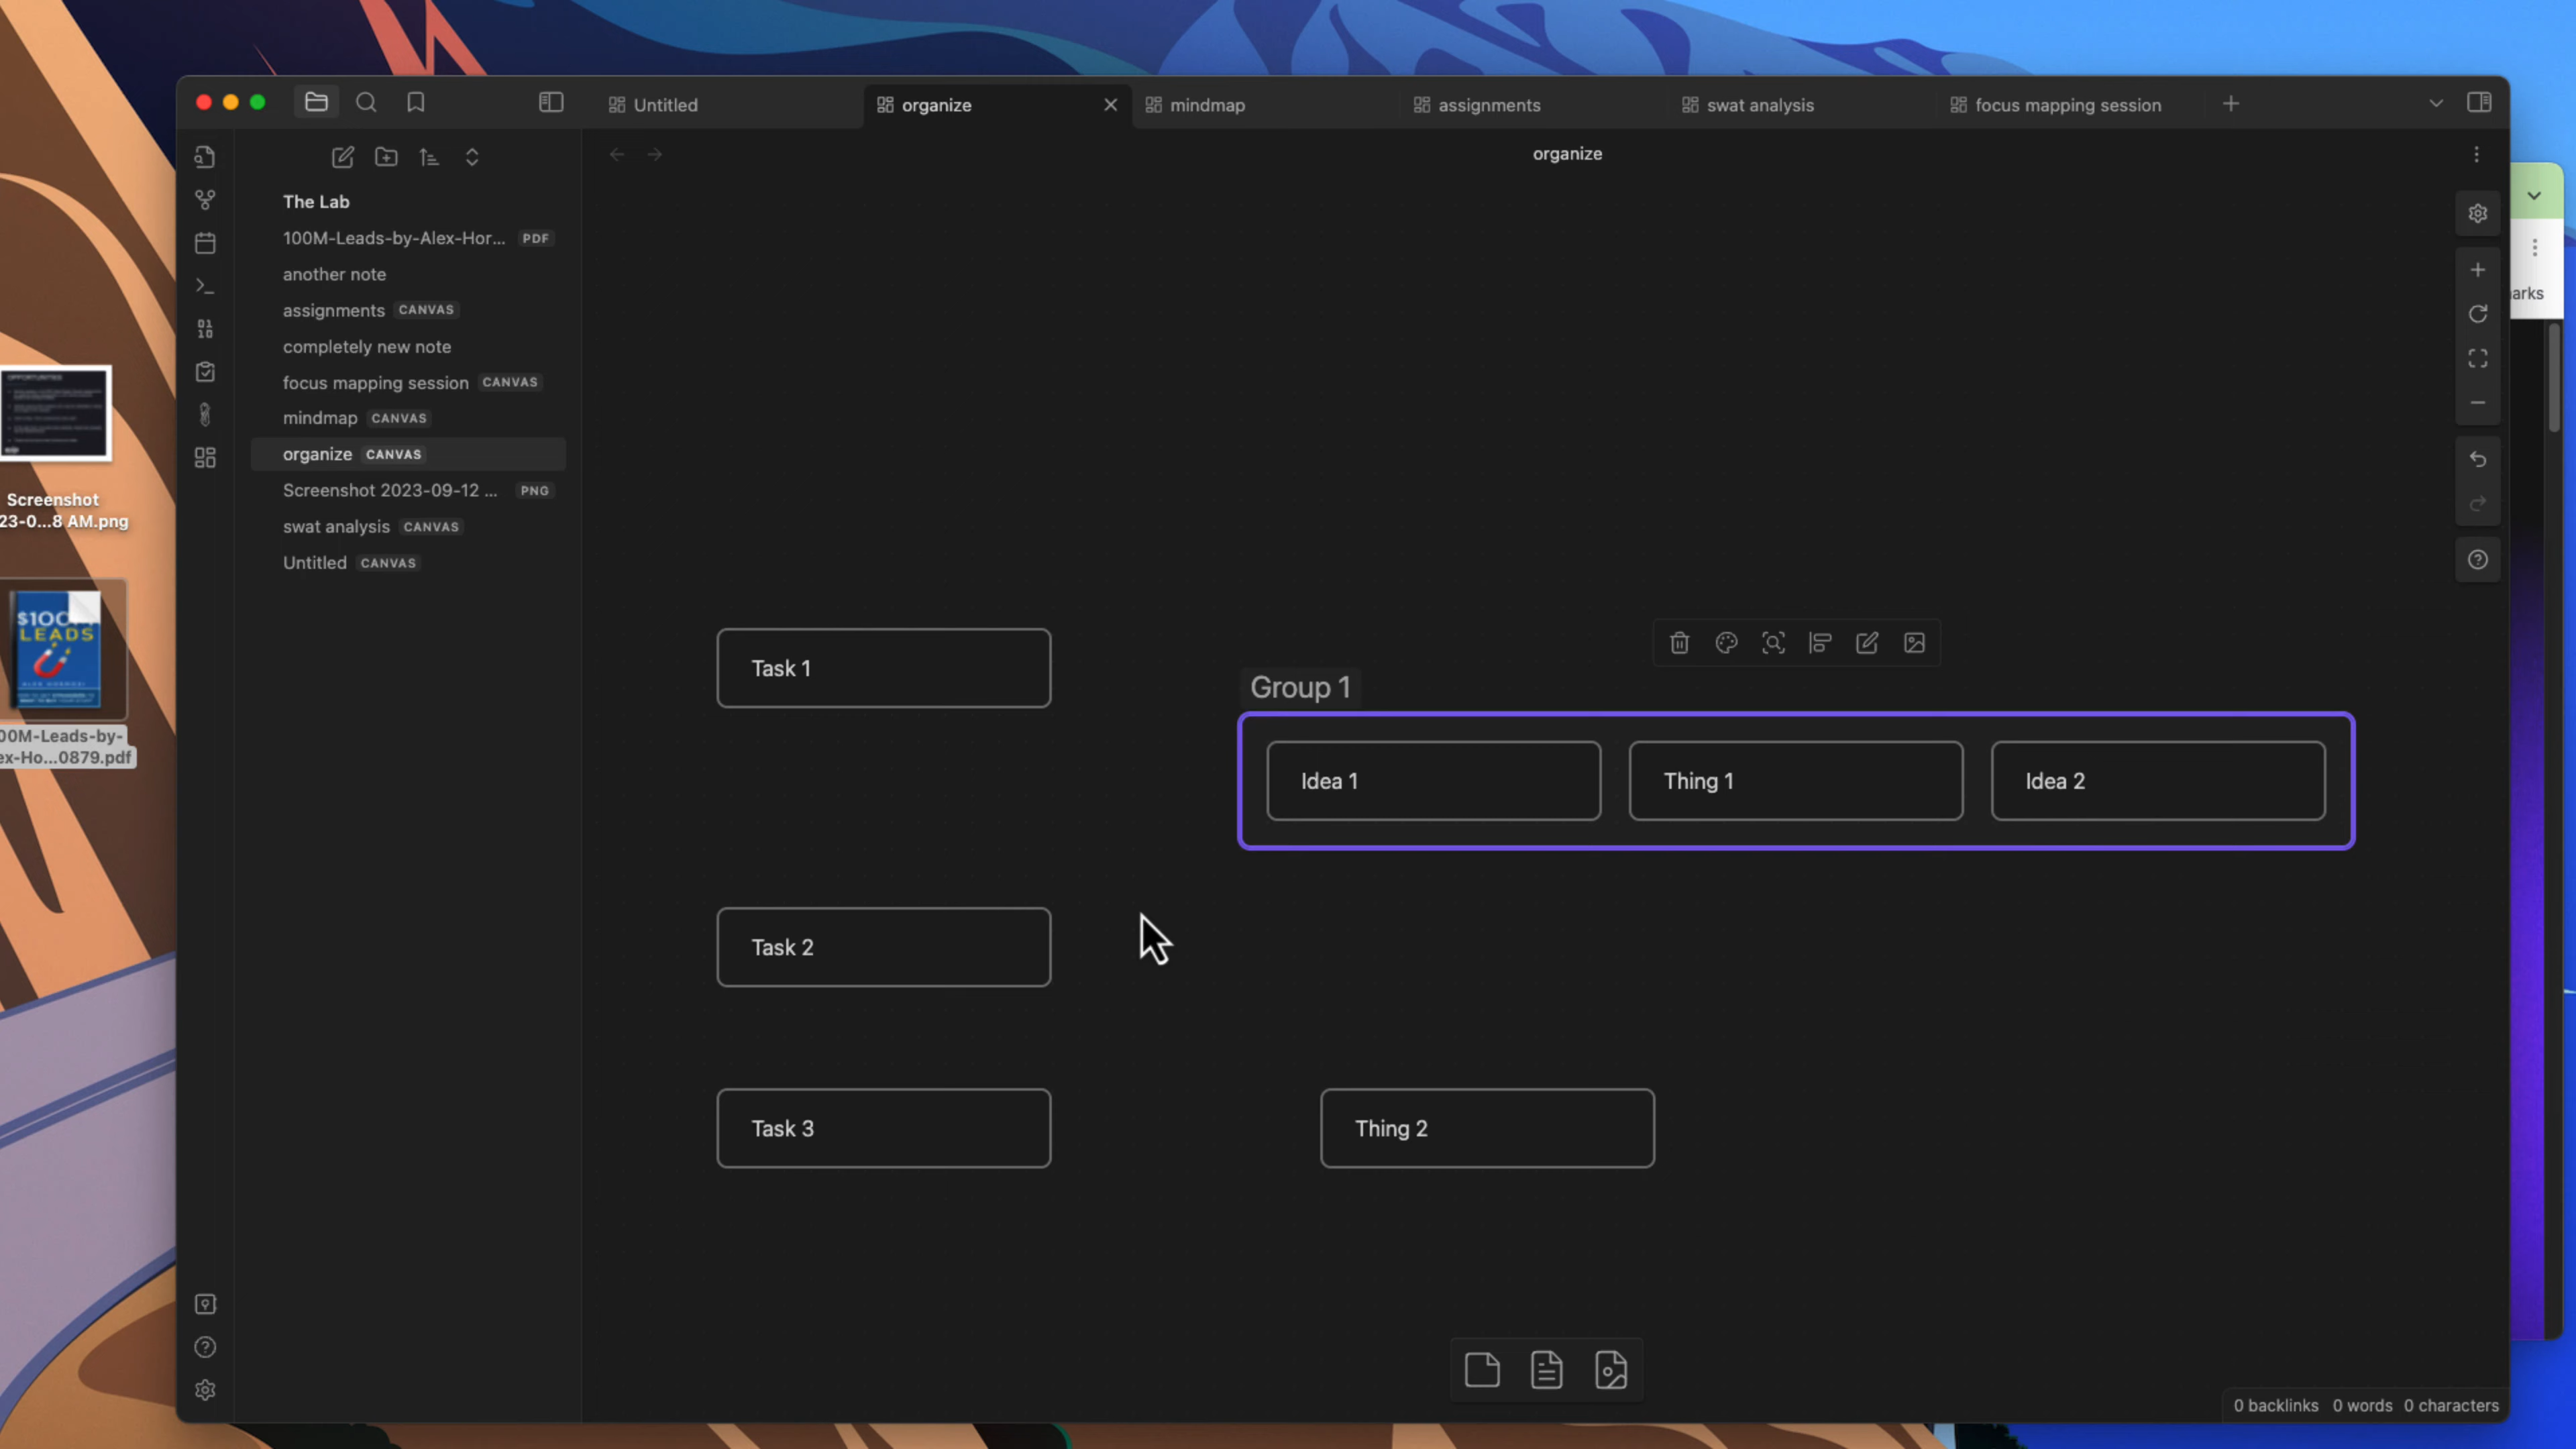 Untitled
organize
mindmap
assignments
swat analysis
focus mapping session
organize
The Lab
100M-Leads-by-Alex-Hor... PDF
another note
assignments CANVAS
completely new note
focus mapping session CANVAS
mindmap CANVAS
organize CANVAS
Screenshot 2023-09-12 ... PNG
swat analysis CANVAS
Untitled CANVAS
arks
OPPORTUNITIES
Screenshot
23-0...8 AM.png
$100M
LEADS
00M-Leads-by-
ex-Ho...0879.pdf
Task 1
Group 1
Idea 1
Thing 1
Idea 2
Task 2
Task 3
Thing 2
0 backlinks 0 words 0 characters